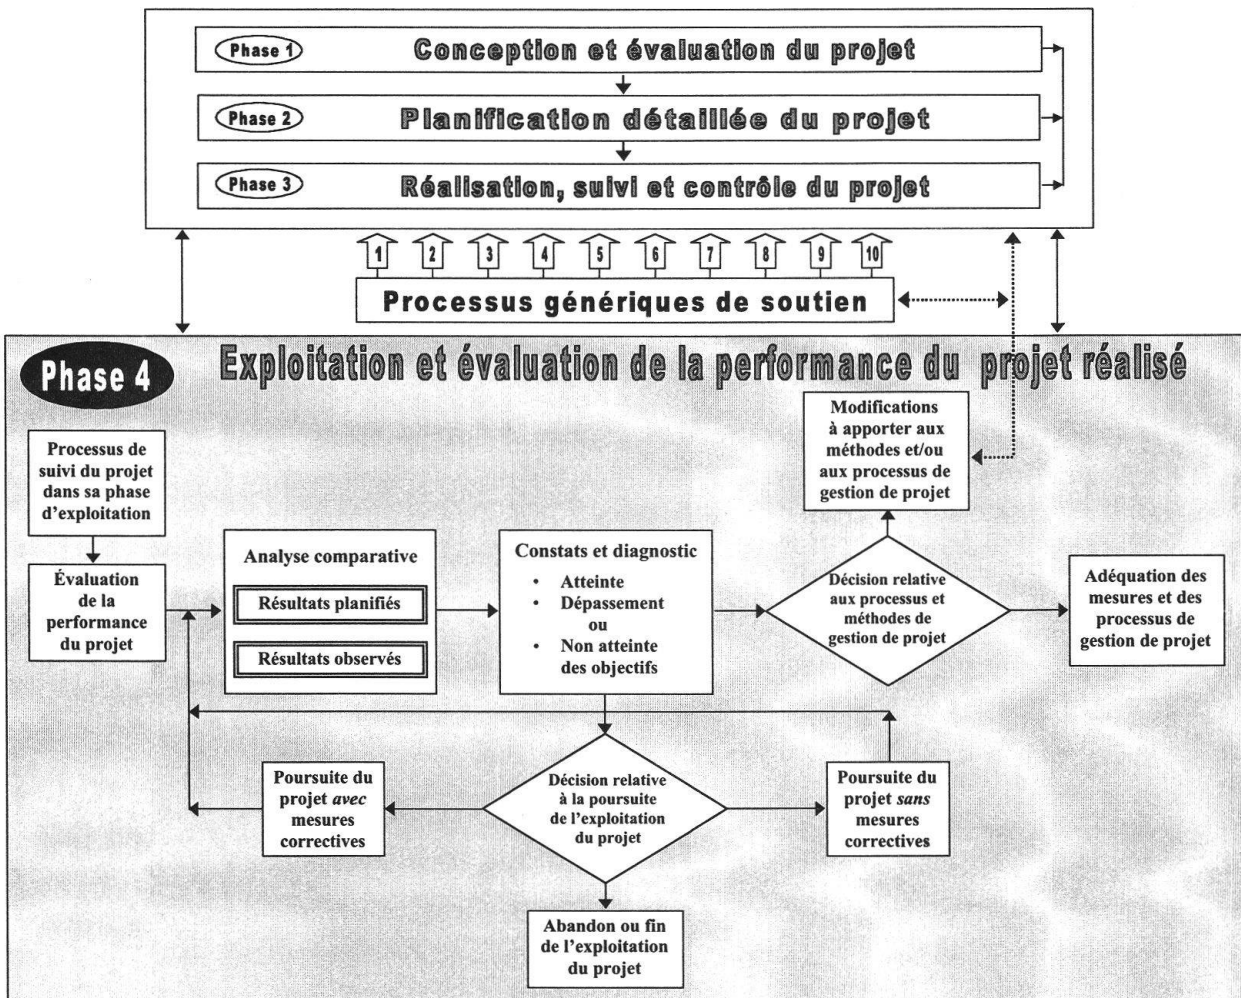 Phase 1
Conception et évaluation du projet
Phase 2
Planification détaillée du projet
Phase 3
Réalisation, suivi et contrôle du projet
1 2 3 4 5 6 7 8 9 10
Processus génériques de soutien
Phase 4
Exploitation et évaluation de la performance du projet réalisé
Processus de
suivi du projet
dans sa phase
d'exploitation
Évaluation
de la
performance
du projet
Analyse comparative
Résultats planifiés
Résultats observés
Constats et diagnostic
• Atteinte
• Dépassement
ou
• Non atteinte
des objectifs
Modifications
à apporter aux
méthodes et/ou
aux processus de
gestion de projet
Décision relative
aux processus et
méthodes de
gestion de projet
Adéquation des
mesures et des
processus de
gestion de projet
Poursuite du
projet avec
mesures
correctives
Décision relative
à la poursuite
de l'exploitation
du projet
Poursuite du
projet sans
mesures
correctives
Abandon ou fin
de l'exploitation
du projet